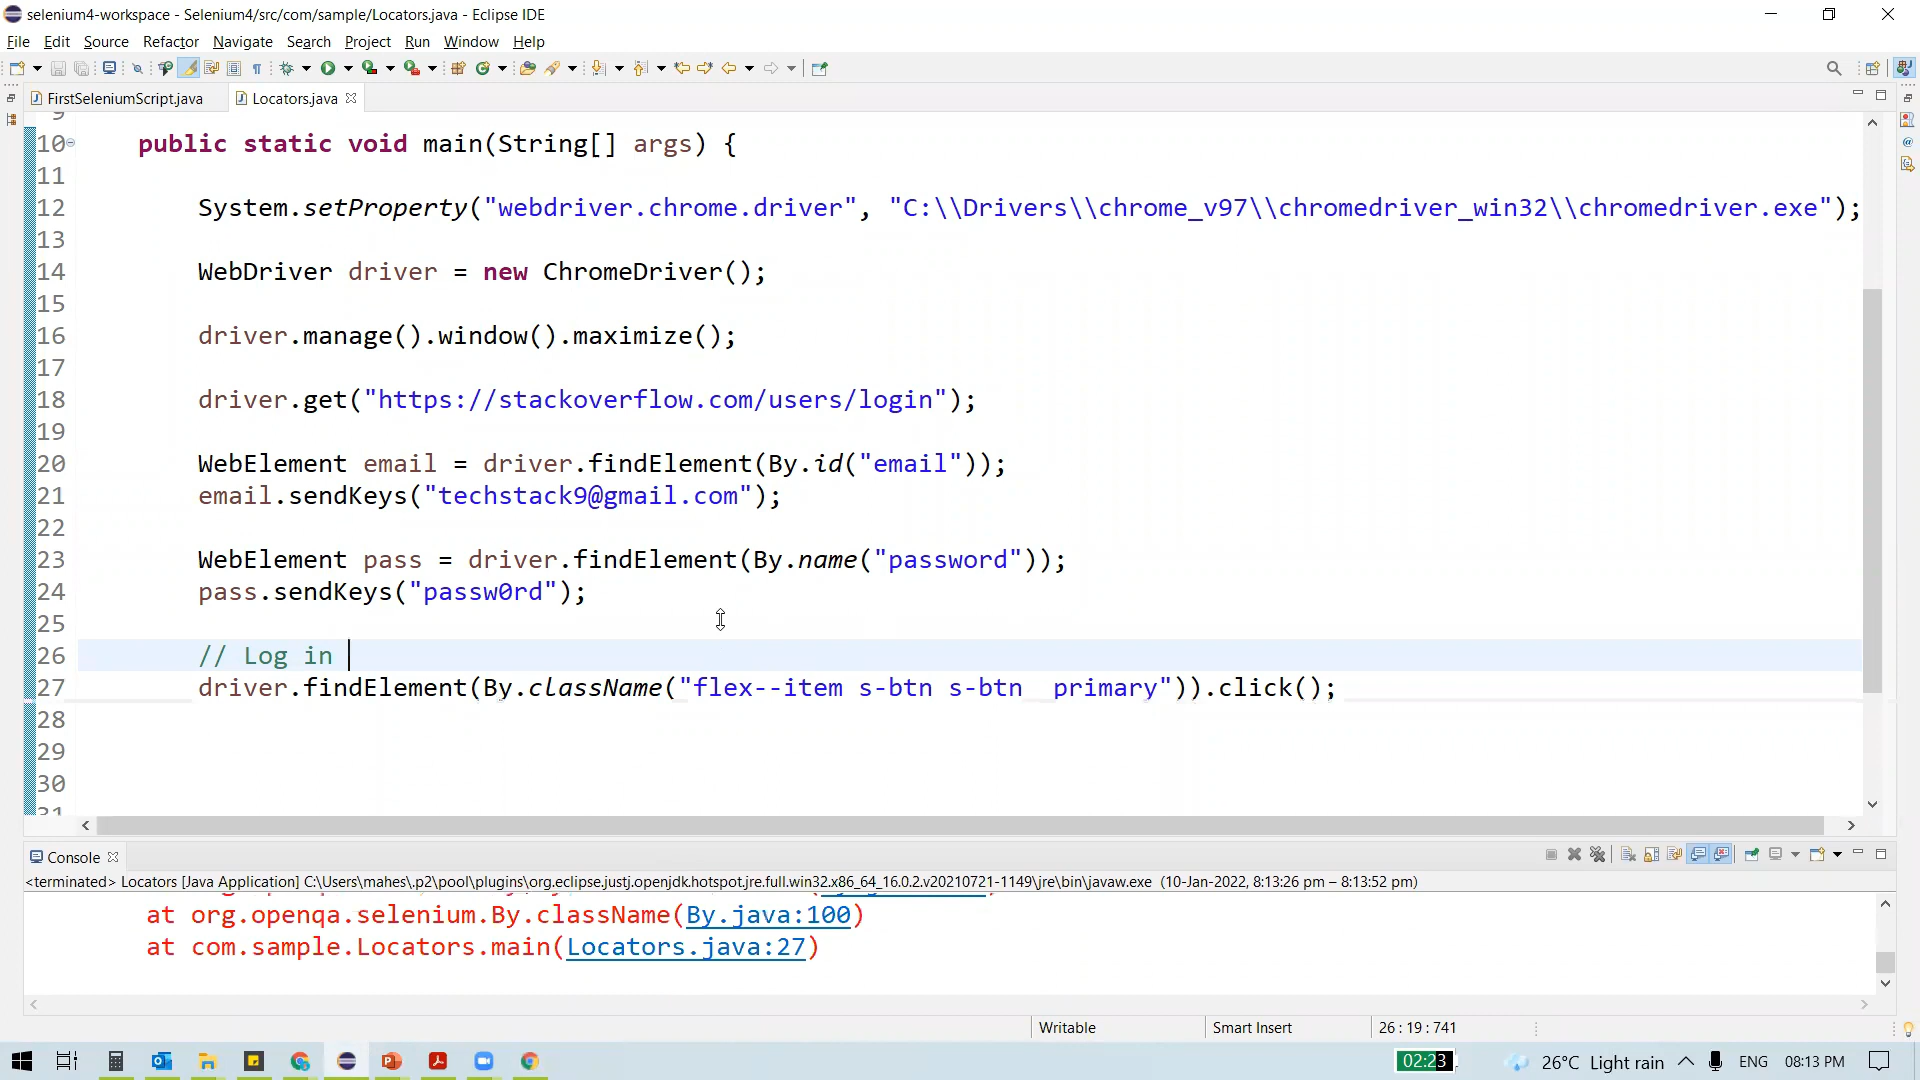 selenium4-workspace - Selenium4/src/com/sample/Locators.java - Eclipse IDE
File Edit Source Refactor Navigate Search Project Run Window Help
FirstSeleniumScript.java Locators.java
10 public static void main(String[] args) {
11
12 System.setProperty("webdriver.chrome.driver", "C:\\Drivers\\chrome_v97\\chromedriver_win32\\chromedriver.exe");
13
14 WebDriver driver = new ChromeDriver();
15
16 driver.manage().window().maximize();
17
18 driver.get("https://stackoverflow.com/users/login");
19
20 WebElement email = driver.findElement(By.id("email"));
21 email.sendKeys("techstack9@gmail.com");
22
23 WebElement pass = driver.findElement(By.name("password"));
24 pass.sendKeys("passw0rd");
25
26 // Log in
27 driver.findElement(By.className("flex--item s-btn s-btn__primary")).click();
28
29
30
31
Console
<terminated> Locators [Java Application] C:\Users\mahes\.p2\pool\plugins\org.eclipse.justj.openjdk.hotspot.jre.full.win32.x86_64_16.0.2.v20210721-1149\jre\bin\javaw.exe (10-Jan-2022, 8:13:26 pm – 8:13:52 pm)
at org.openqa.selenium.By.className(By.java:100)
at com.sample.Locators.main(Locators.java:27)
Writable Smart Insert 26 : 19 : 741
02:23 26°C Light rain ENG 08:13 PM